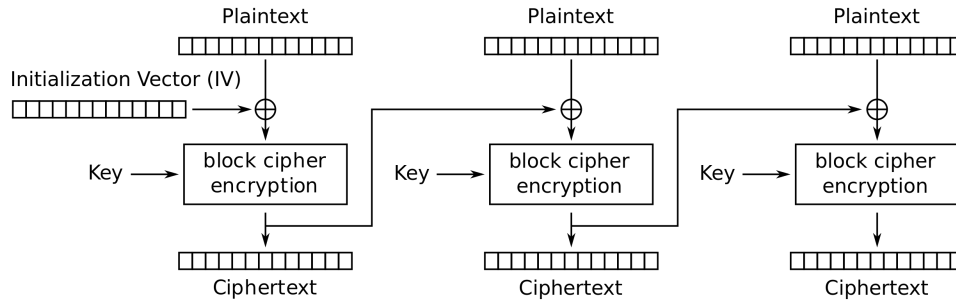 Plaintext
Plaintext
Plaintext
Initialization Vector (IV)
Key
block cipher
encryption
Key
block cipher
encryption
Key
block cipher
encryption
Ciphertext
Ciphertext
Ciphertext